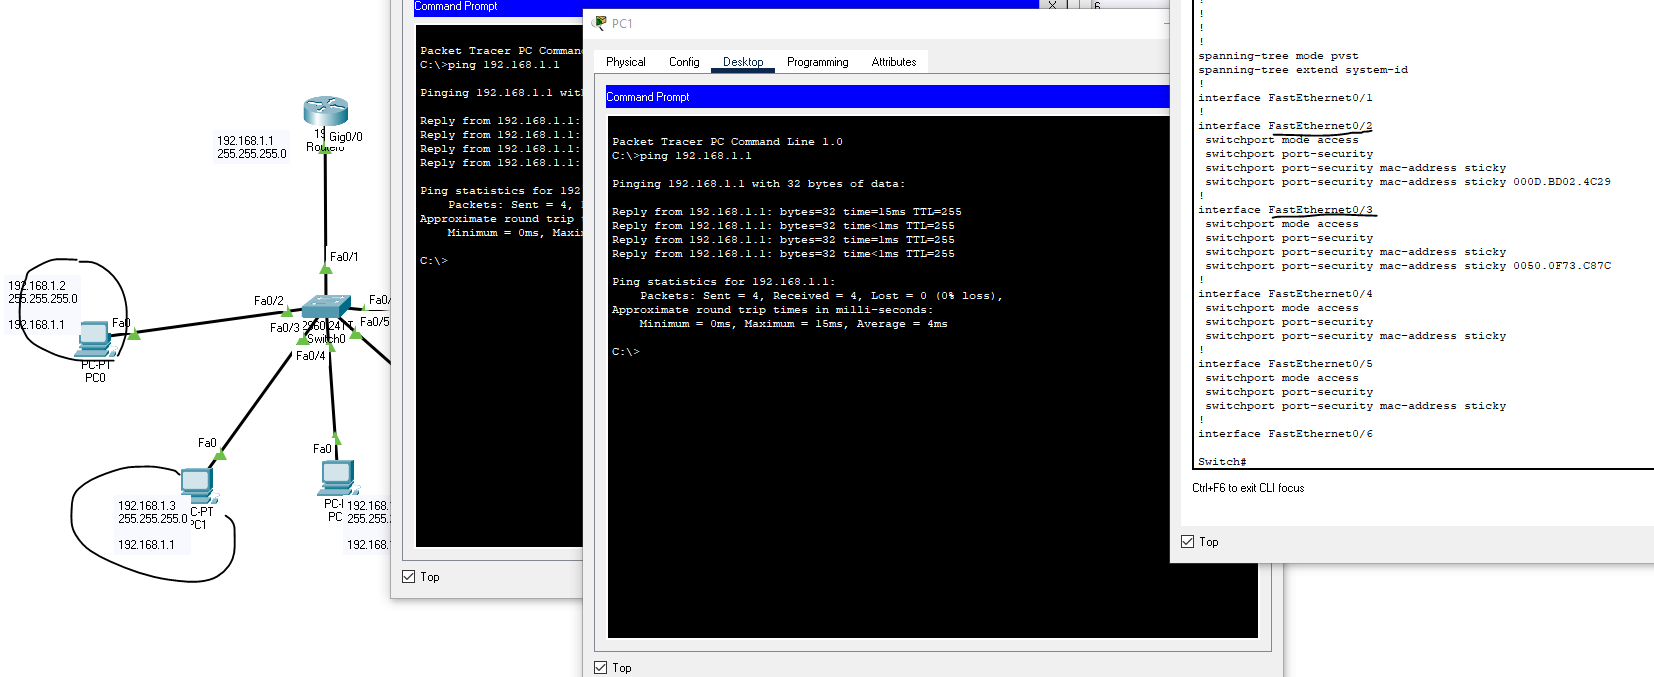 192.168.1.1
255.255.255.0
Gig0/0
Fa0/1
Fa0/2
Fa0/3
Fa0/4
Fa0/5
Switch0
192.168.1.2
255.255.255.0
192.168.1.1
Fa0
PC-PT
PC0
Fa0
192.168.1.3
255.255.255.0
192.168.1.1
C-PT
PC1
Fa0
PC-
PC
192.168.
255.255.
192.168.
Command Prompt
Packet Tracer PC Comman
C:\>ping 192.168.1.1
Pinging 192.168.1.1 with
Reply from 192.168.1.1:
Reply from 192.168.1.1:
Reply from 192.168.1.1:
Reply from 192.168.1.1:
Ping statistics for 192
Packets: Sent = 4,
Approximate round trip
Minimum = 0ms, Maxi
C:\>
Top
PC1
Physical Config Desktop Programming Attributes
Command Prompt
Packet Tracer PC Command Line 1.0
C:\>ping 192.168.1.1
Pinging 192.168.1.1 with 32 bytes of data:
Reply from 192.168.1.1: bytes=32 time=15ms TTL=255
Reply from 192.168.1.1: bytes=32 time<1ms TTL=255
Reply from 192.168.1.1: bytes=32 time=1ms TTL=255
Reply from 192.168.1.1: bytes=32 time<1ms TTL=255
Ping statistics for 192.168.1.1:
Packets: Sent = 4, Received = 4, Lost = 0 (0% loss),
Approximate round trip times in milli-seconds:
Minimum = 0ms, Maximum = 15ms, Average = 4ms
C:\>
Top
!
!
!
!
spanning-tree mode pvst
spanning-tree extend system-id
!
interface FastEthernet0/1
!
interface FastEthernet0/2
switchport mode access
switchport port-security
switchport port-security mac-address sticky
switchport port-security mac-address sticky 000D.BD02.4C29
!
interface FastEthernet0/3
switchport mode access
switchport port-security
switchport port-security mac-address sticky
switchport port-security mac-address sticky 0050.0F73.C87C
!
interface FastEthernet0/4
switchport mode access
switchport port-security
switchport port-security mac-address sticky
!
interface FastEthernet0/5
switchport mode access
switchport port-security
switchport port-security mac-address sticky
!
interface FastEthernet0/6
Switch#
Ctrl+F6 to exit CLI focus
Top